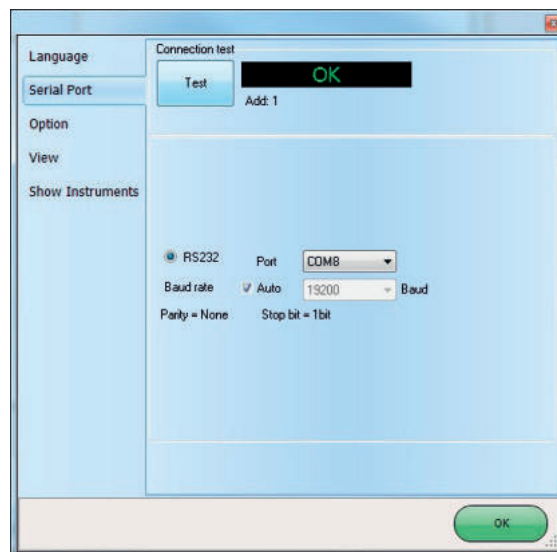 Language
Serial Port
Option
View
Show Instruments
Connection test
Test
OK
Add: 1
RS232 Port COM8
Baud rate Auto 19200 Baud
Parity = None Stop bit = 1bit
OK